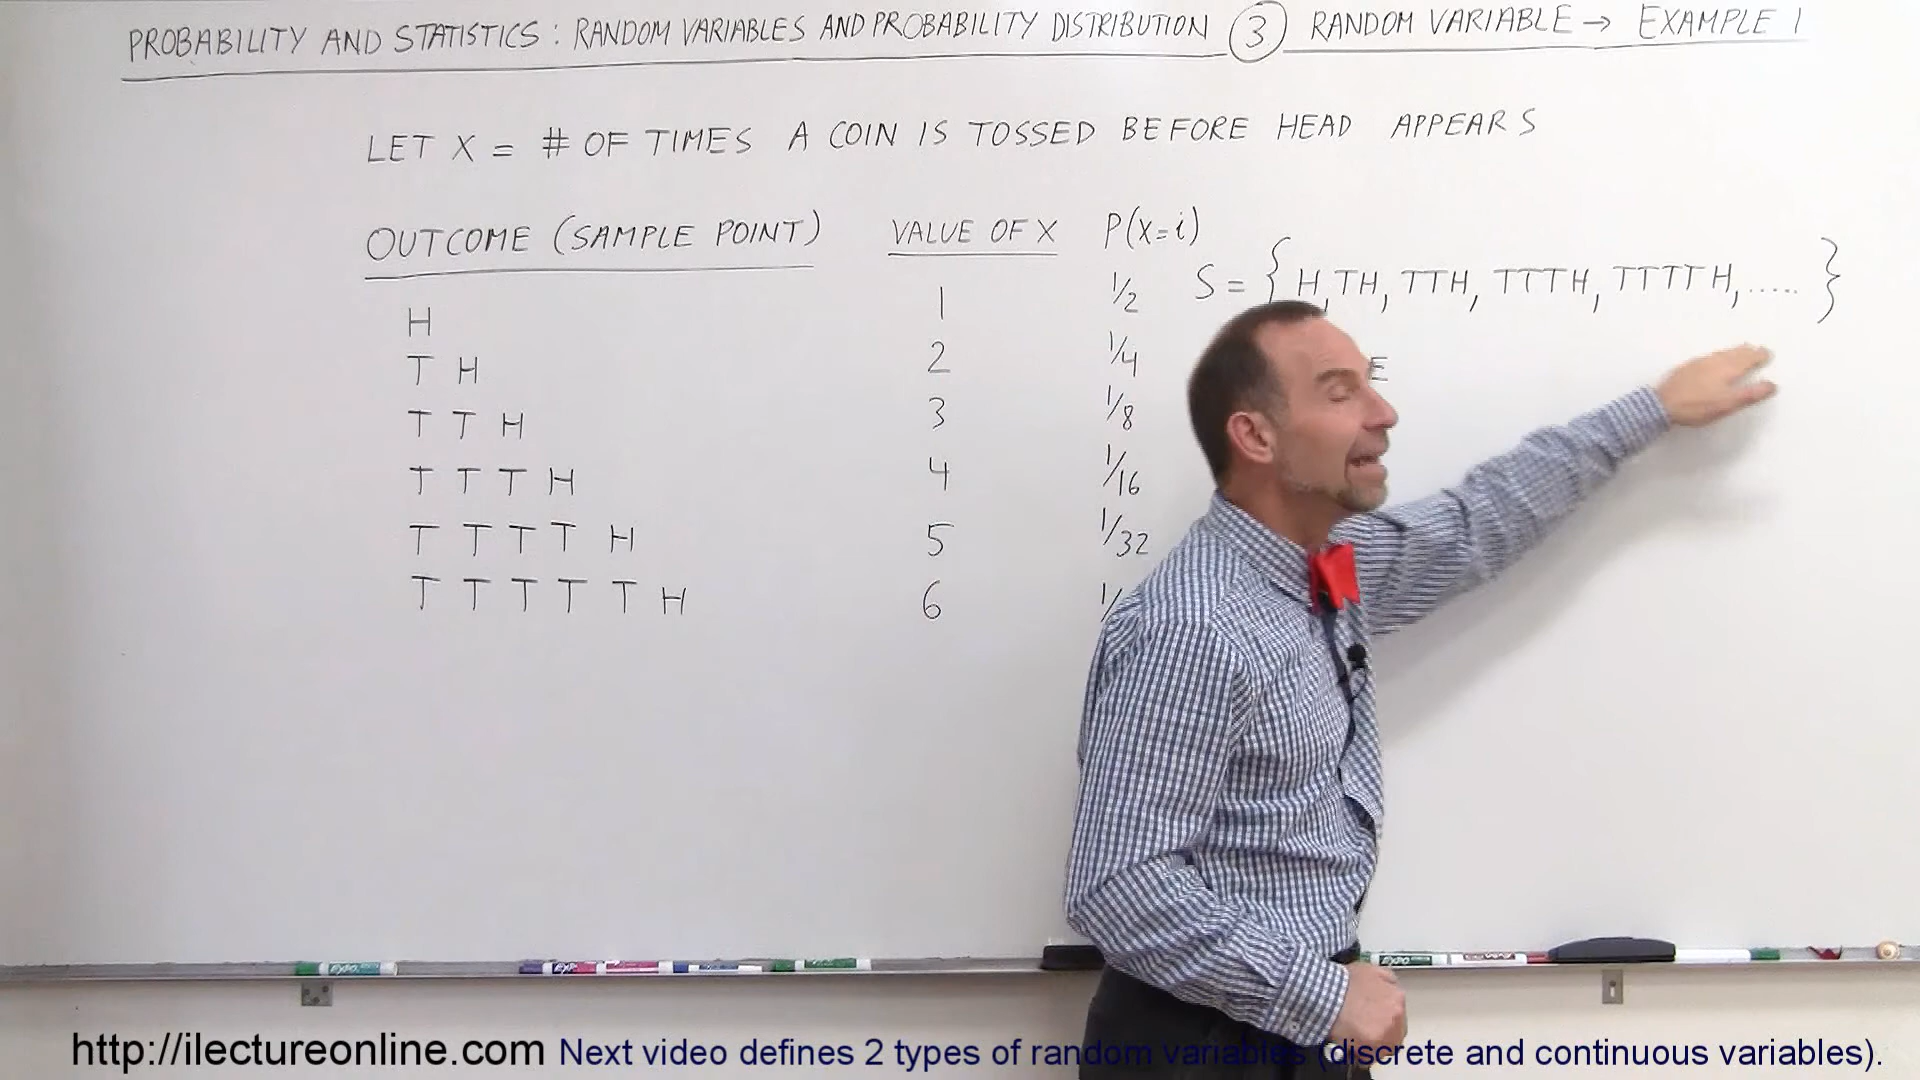 PROBABILITY AND STATISTICS: RANDOM VARIABLES AND PROBABILITY DISTRIBUTION 3 RANDOM VARIABLE → EXAMPLE 1
LET X = # OF TIMES A COIN IS TOSSED BEFORE HEAD APPEARS
OUTCOME (SAMPLE POINT) VALUE OF X P(X=i)
S = { H, TH, TTH, TTTH, TTTTH, ..... }
H 1 1/2
T H 2 1/4
T T H 3 1/8
T T T H 4 1/16
T T T T H 5 1/32
T T T T T H 6
EXPO
EXPO
EXPO
http://ilectureonline.com Next video defines 2 types of random variables (discrete and continuous variables).